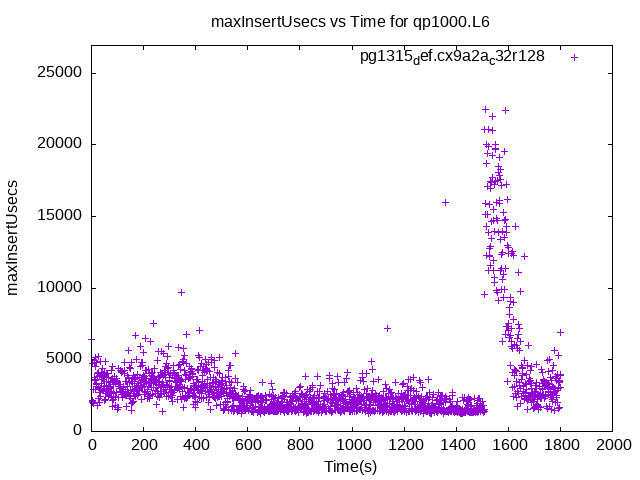 maxInsertUsecs vs Time for qp1000.L6
pg1315def.cx9a2ac32r128
25000
20000
15000
10000
5000
0
maxInsertUsecs
0 200 400 600 800 1000 1200 1400 1600 1800 2000
Time(s)